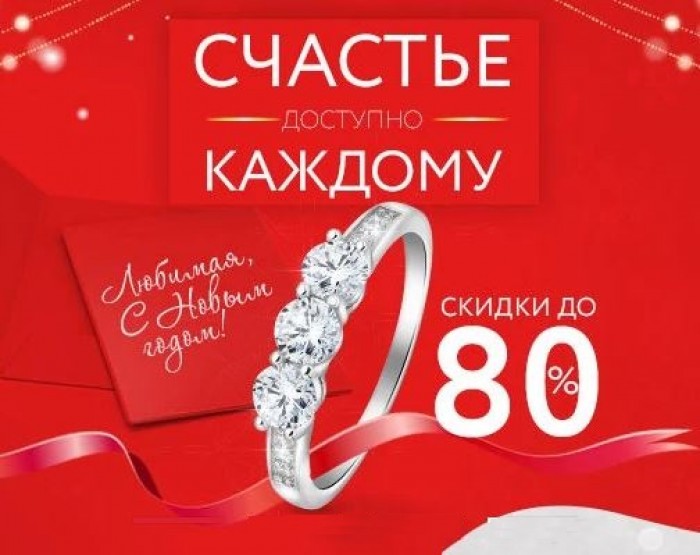 СЧАСТЬЕ
ДОСТУПНО
КАЖДОМУ
Любимая,
С Новым
годом!
СКИДКИ ДО
80%